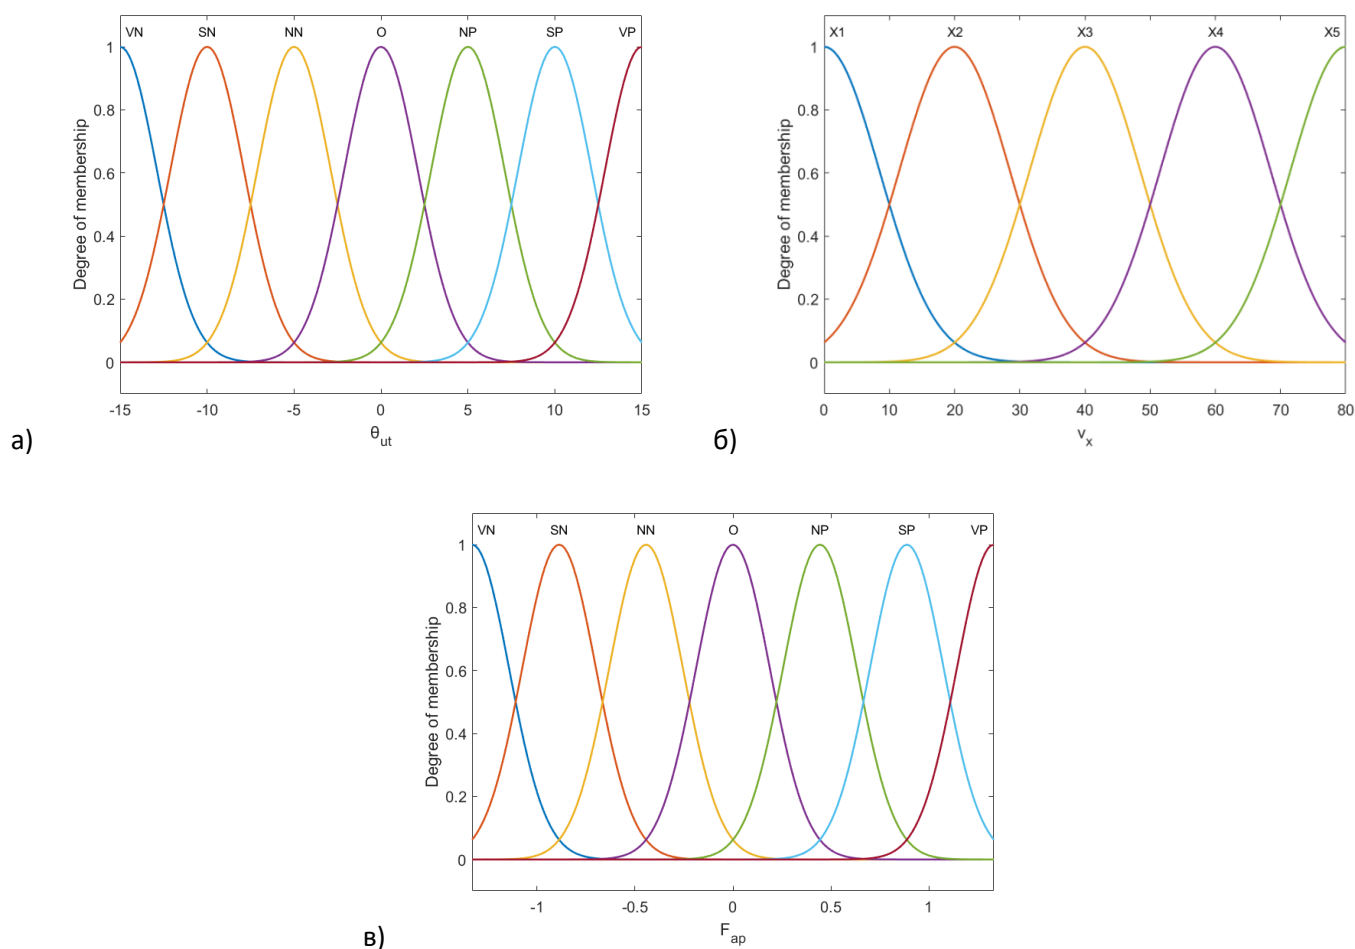 VN SN NN O NP SP VP
1
0.8
0.6
0.4
0.2
0
Degree of membership
-15 -10 -5 0 5 10 15
θut
а)
X1 X2 X3 X4 X5
1
0.8
0.6
0.4
0.2
0
Degree of membership
0 10 20 30 40 50 60 70 80
vx
б)
VN SN NN O NP SP VP
1
0.8
0.6
0.4
0.2
0
Degree of membership
-1 -0.5 0 0.5 1
Fap
в)